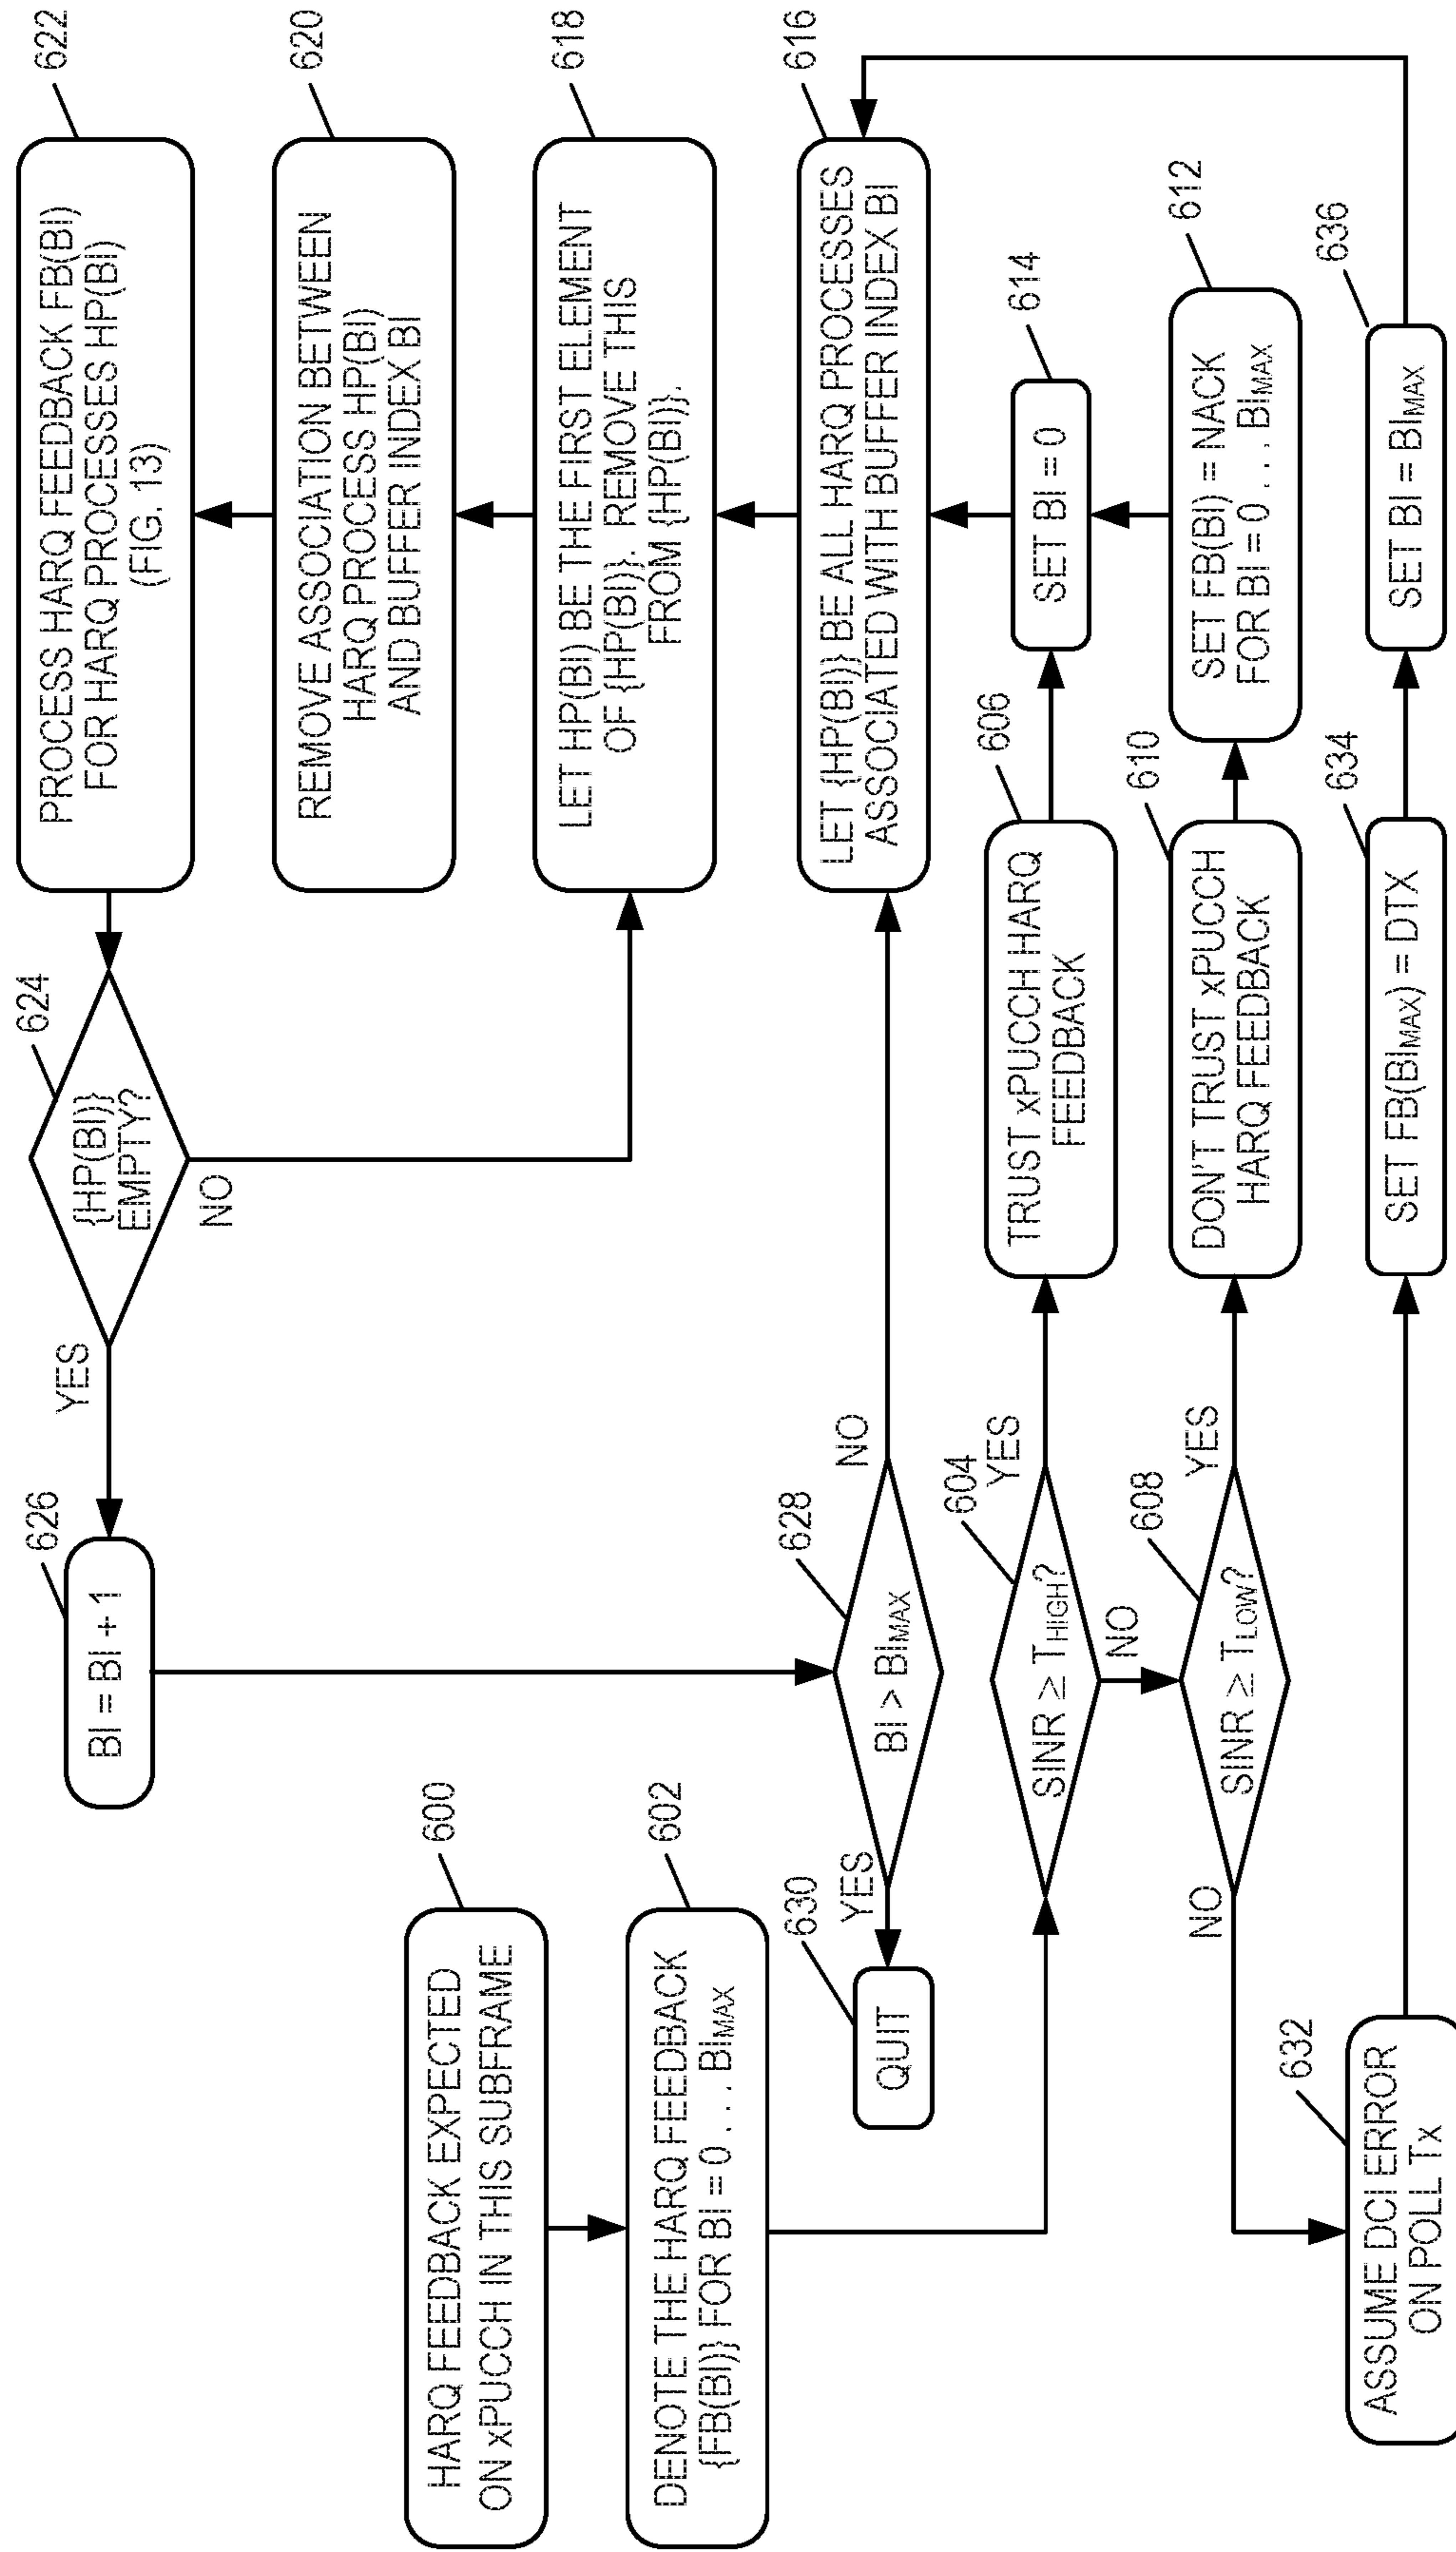 600
HARQ FEEDBACK EXPECTED
ON xPUCCH IN THIS SUBFRAME
602
DENOTE THE HARQ FEEDBACK
{FB(BI)} FOR BI = 0 . . . BIMAX
604
SINR ≥ THIGH?
YES
NO
606
TRUST xPUCCH HARQ
FEEDBACK
608
SINR ≥ TLOW?
YES
NO
610
DON'T TRUST xPUCCH
HARQ FEEDBACK
612
SET FB(BI) = NACK
FOR BI = 0 . . . BIMAX
614
SET BI = 0
616
LET {HP(BI)} BE ALL HARQ PROCESSES
ASSOCIATED WITH BUFFER INDEX BI
618
LET HP(BI) BE THE FIRST ELEMENT
OF {HP(BI)}. REMOVE THIS
FROM {HP(BI)}.
620
REMOVE ASSOCIATION BETWEEN
HARQ PROCESS HP(BI)
AND BUFFER INDEX BI
622
PROCESS HARQ FEEDBACK FB(BI)
FOR HARQ PROCESSES HP(BI)
(FIG. 13)
624
{HP(BI)}
EMPTY?
YES
NO
626
BI = BI + 1
628
BI > BIMAX
NO
YES
630
QUIT
632
ASSUME DCI ERROR
ON POLL Tx
634
SET FB(BIMAX) = DTX
636
SET BI = BIMAX